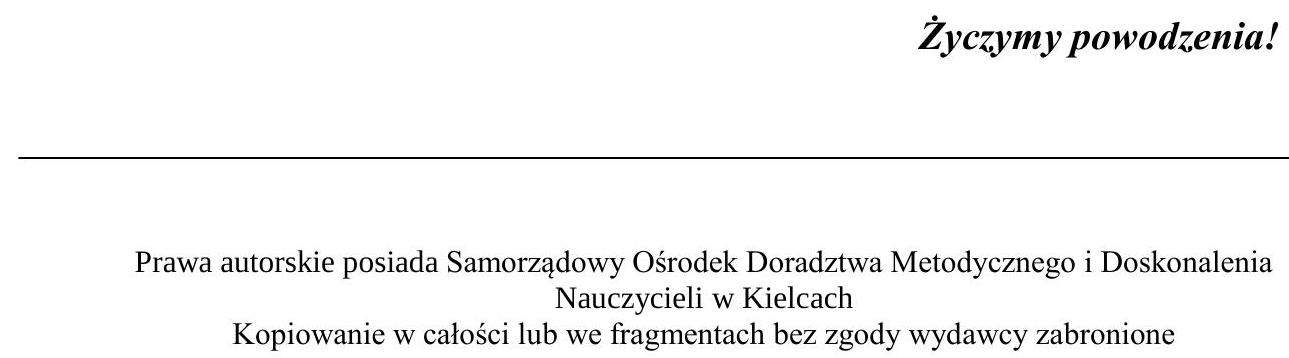 Życzymy powodzenia!
Prawa autorskie posiada Samorządowy Ośrodek Doradztwa Metodycznego i Doskonalenia
Nauczycieli w Kielcach
Kopiowanie w całości lub we fragmentach bez zgody wydawcy zabronione